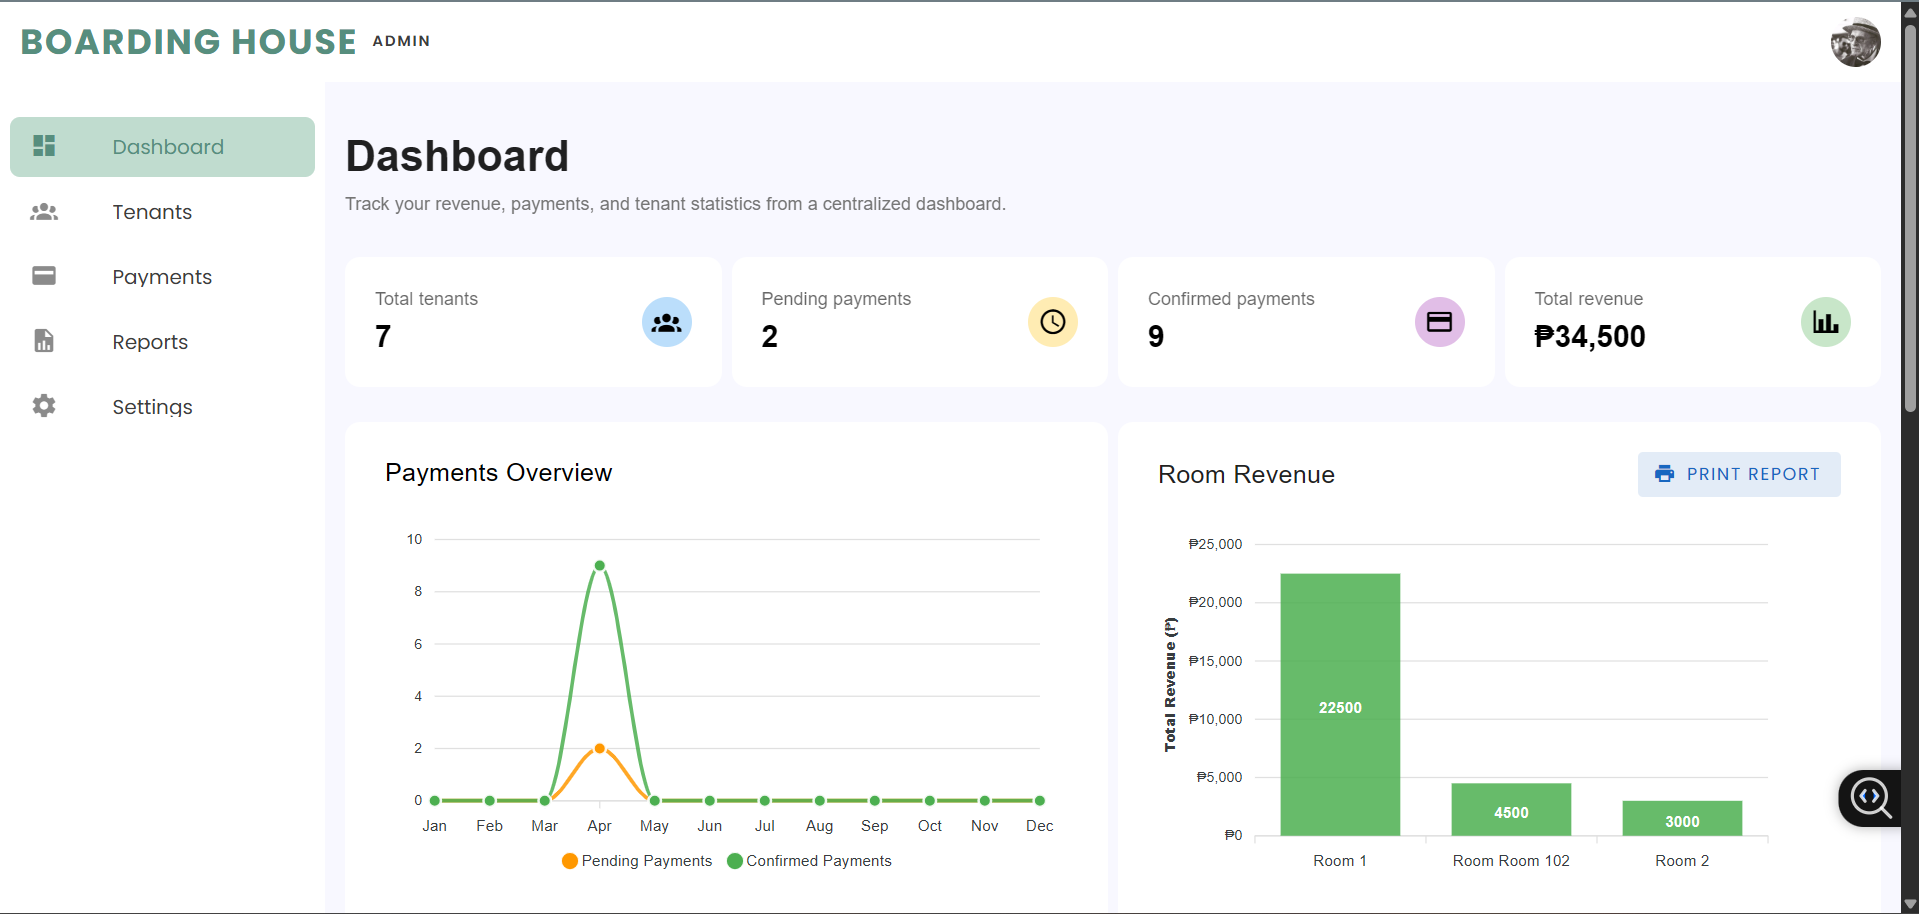 BOARDING HOUSE ADMIN
Dashboard
Tenants
Payments
Reports
Settings
Dashboard
Track your revenue, payments, and tenant statistics from a centralized dashboard.
Total tenants
7
Pending payments
2
Confirmed payments
9
Total revenue
₱34,500
Payments Overview
10
8
6
4
2
0
Jan Feb Mar Apr May Jun Jul Aug Sep Oct Nov Dec
Pending Payments Confirmed Payments
Room Revenue
PRINT REPORT
Total Revenue (₱)
₱25,000
₱20,000
₱15,000
₱10,000
₱5,000
₱0
22500
4500
3000
Room 1 Room Room 102 Room 2